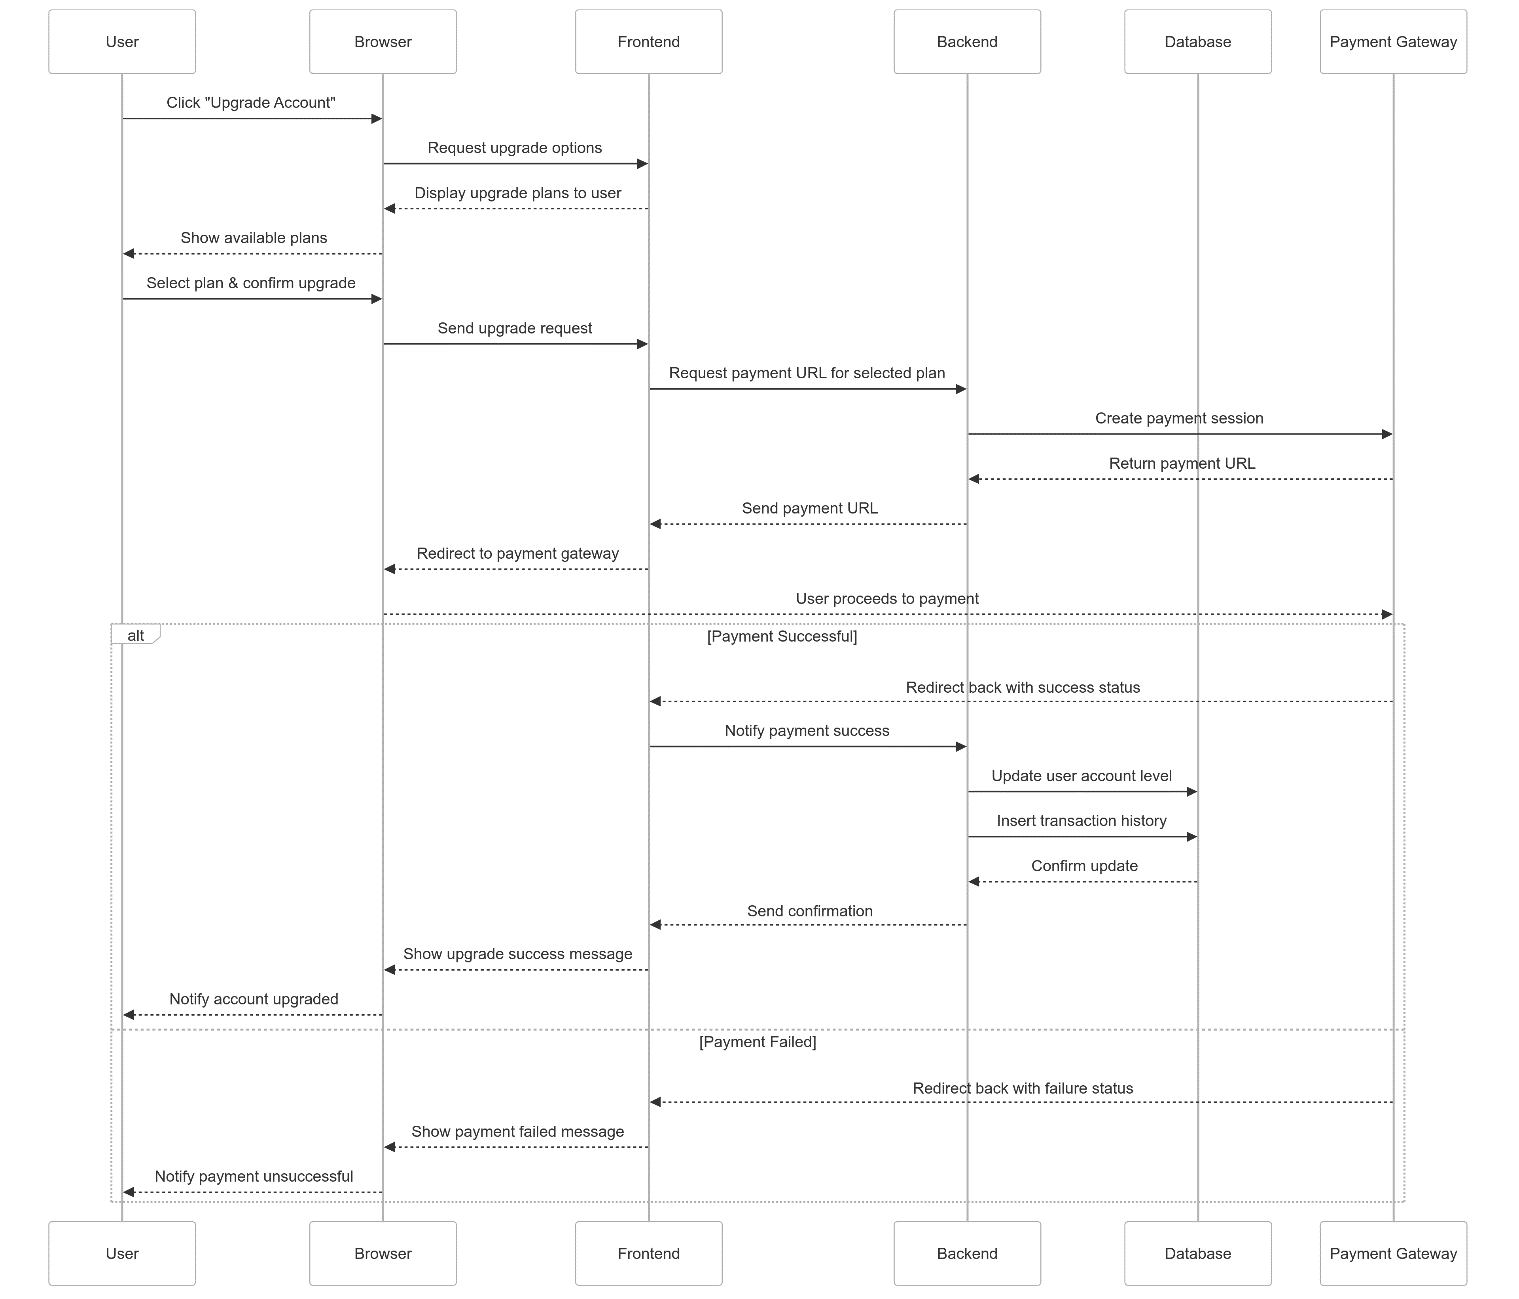 User
Browser
Frontend
Backend
Database
Payment Gateway
Click "Upgrade Account"
Request upgrade options
Display upgrade plans to user
Show available plans
Select plan & confirm upgrade
Send upgrade request
Request payment URL for selected plan
Create payment session
Return payment URL
Send payment URL
Redirect to payment gateway
User proceeds to payment
alt
[Payment Successful]
Redirect back with success status
Notify payment success
Update user account level
Insert transaction history
Confirm update
Send confirmation
Show upgrade success message
Notify account upgraded
[Payment Failed]
Redirect back with failure status
Show payment failed message
Notify payment unsuccessful
User
Browser
Frontend
Backend
Database
Payment Gateway